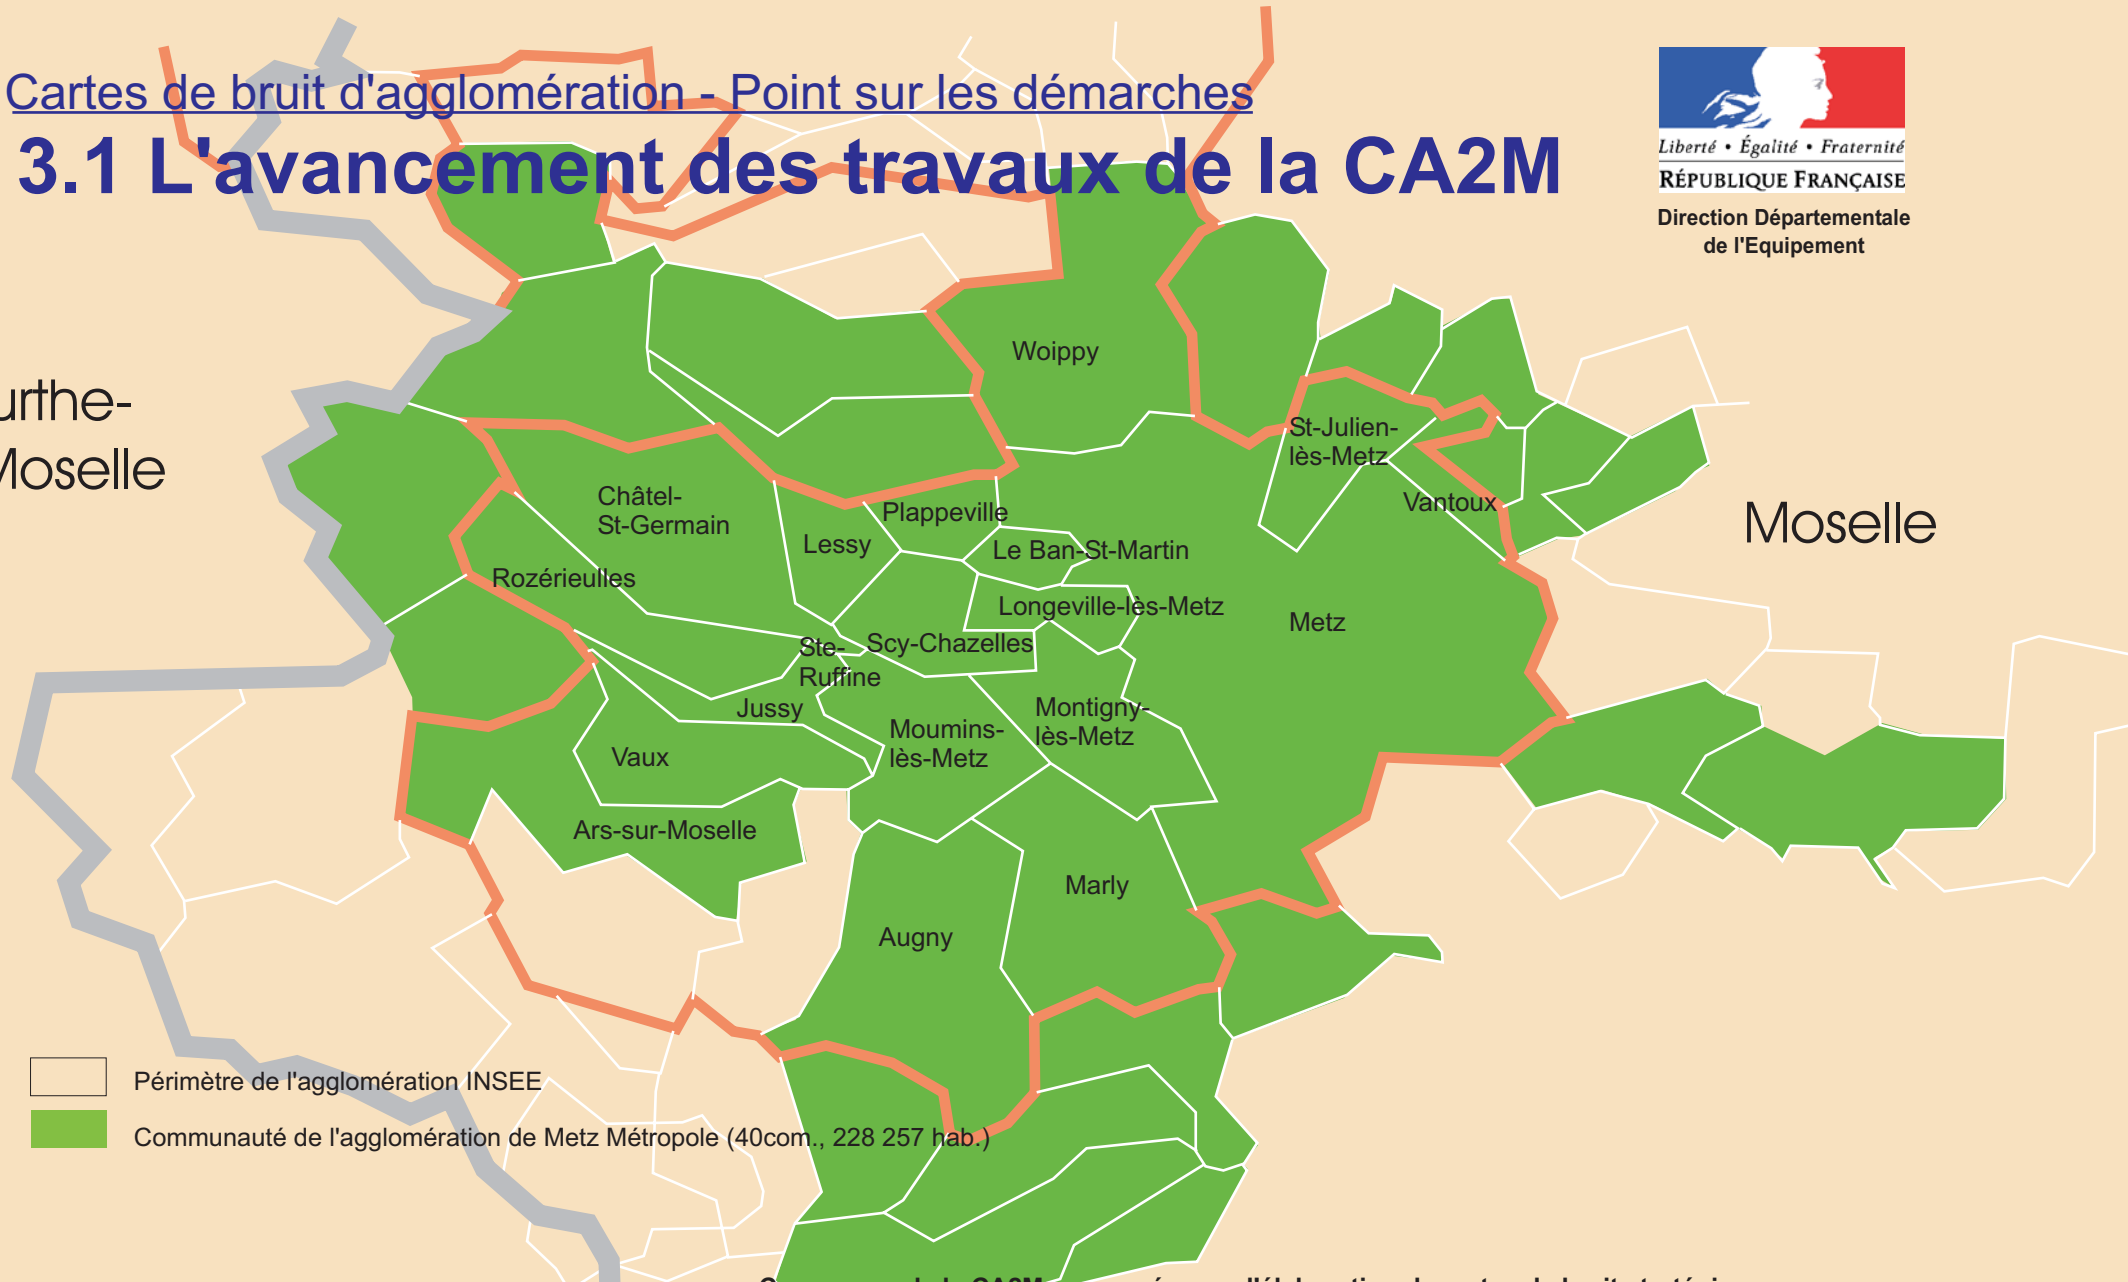 Cartes de bruit d'agglomération - Point sur les démarches
3.1 L'avancement des travaux de la CA2M
Liberté • Égalité • Fraternité
RÉPUBLIQUE FRANÇAISE
Direction Départementale
de l'Equipement
urthe-
Moselle
Woippy
St-Julien-
lès-Metz
Châtel-
St-Germain
Plappeville
Vantoux
Moselle
Lessy
Le Ban-St-Martin
Rozérieulles
Longeville-lès-Metz
Metz
Ste-
Ruffine
Scy-Chazelles
Jussy
Moumins-
lès-Metz
Montigny-
lès-Metz
Vaux
Ars-sur-Moselle
Marly
Augny
Périmètre de l'agglomération INSEE
Communauté de l'agglomération de Metz Métropole (40com., 228 257 hab.)